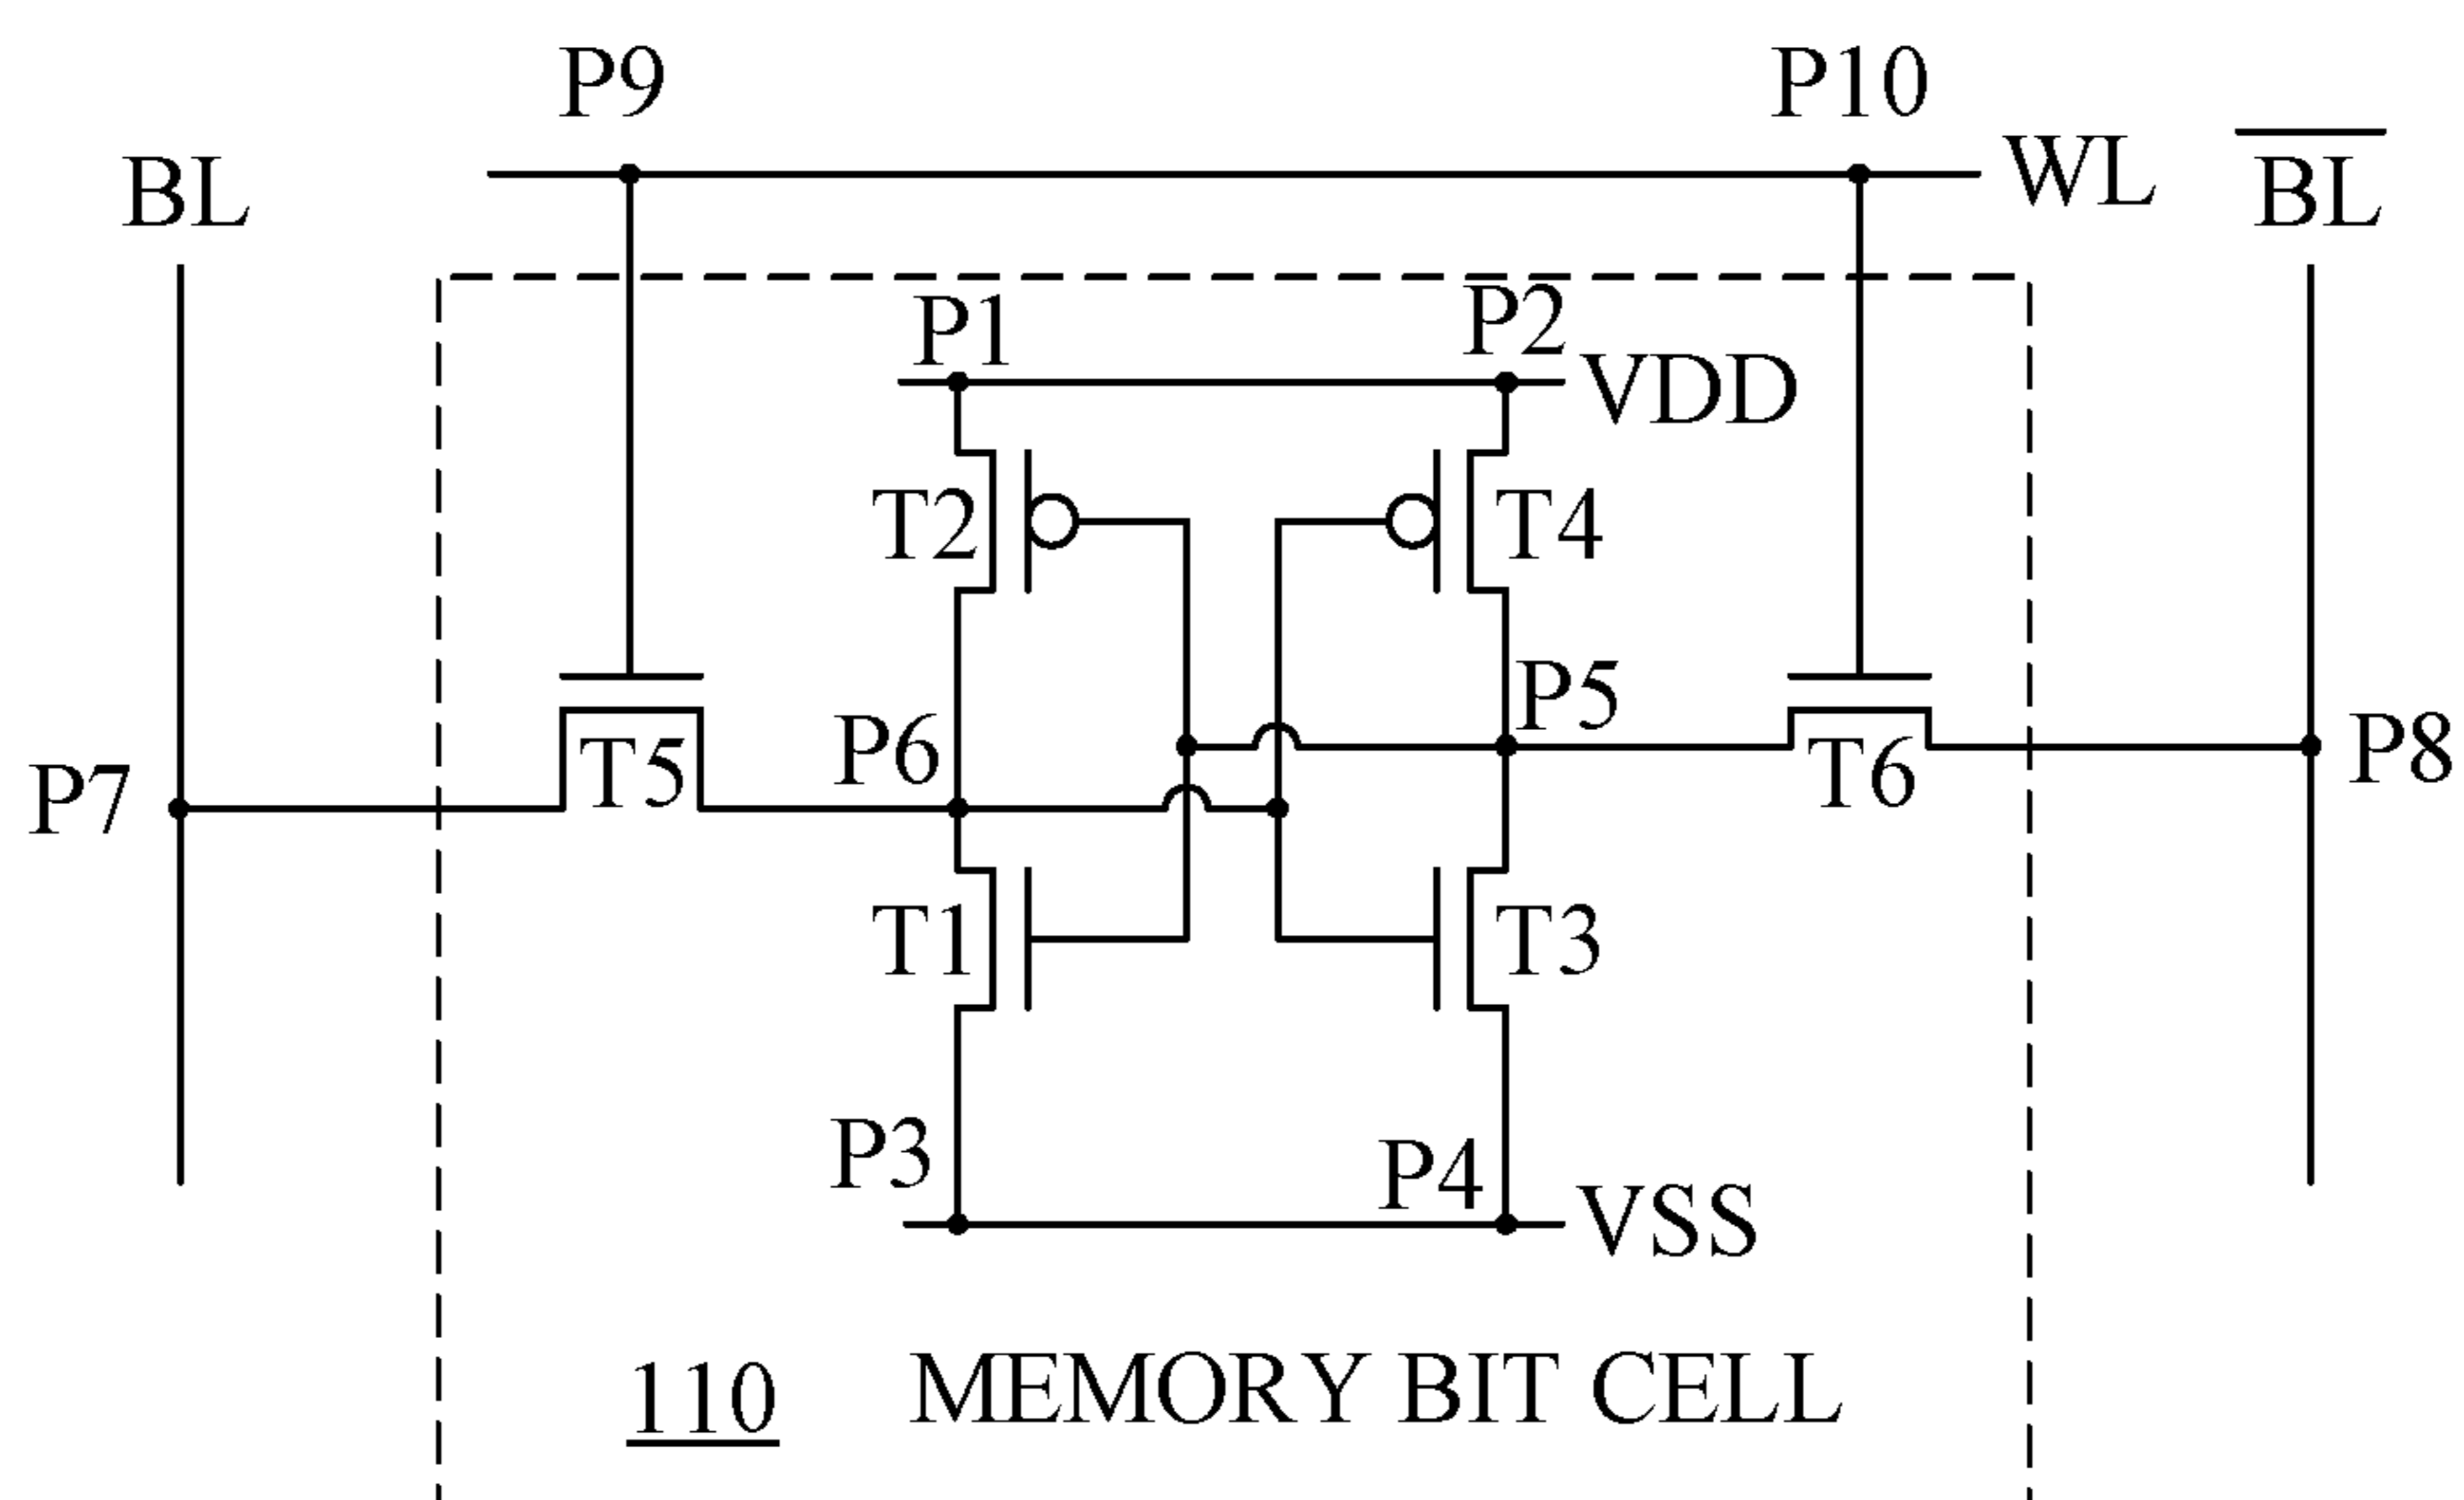 P9
P10
BL
WL
B̅L̅
P1
P2
VDD
T2
T4
P5
P6
T5
T6
P7
P8
T1
T3
P3
P4
VSS
110
MEMORY BIT CELL